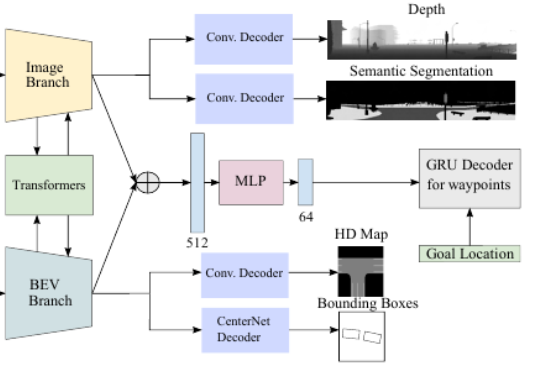 Depth
Conv. Decoder
Image
Branch
Semantic Segmentation
Conv. Decoder
Transformers
MLP
GRU Decoder
for waypoints
512
64
HD Map
Goal Location
BEV
Branch
Conv. Decoder
Bounding Boxes
CenterNet
Decoder